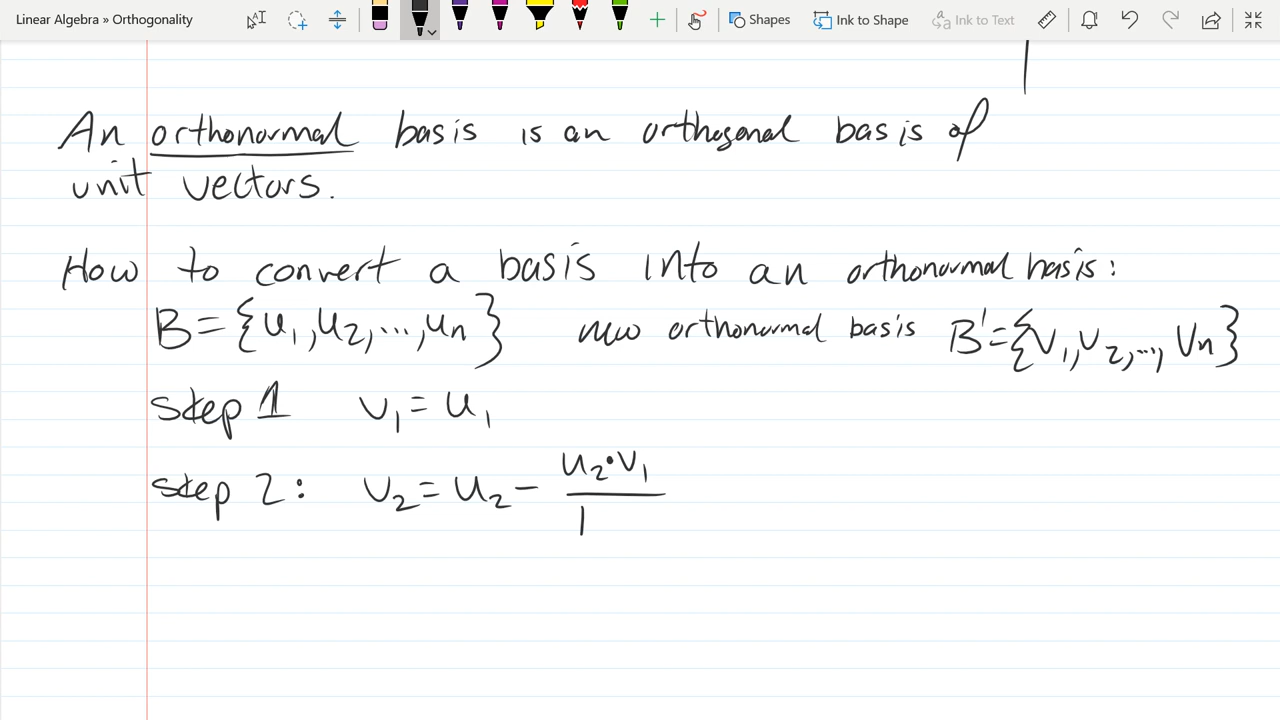 Linear Algebra » Orthogonality
Shapes
Ink to Shape
Ink to Text
An orthonormal basis is an orthogonal basis of
unit vectors.
How to convert a basis into an orthonormal basis:
B = {u₁, u₂, ..., uₙ} new orthonormal basis B' = {v₁, v₂, ..., vₙ}
step 1 v₁ = u₁
step 2: v₂ = u₂ - u₂·v₁ / |